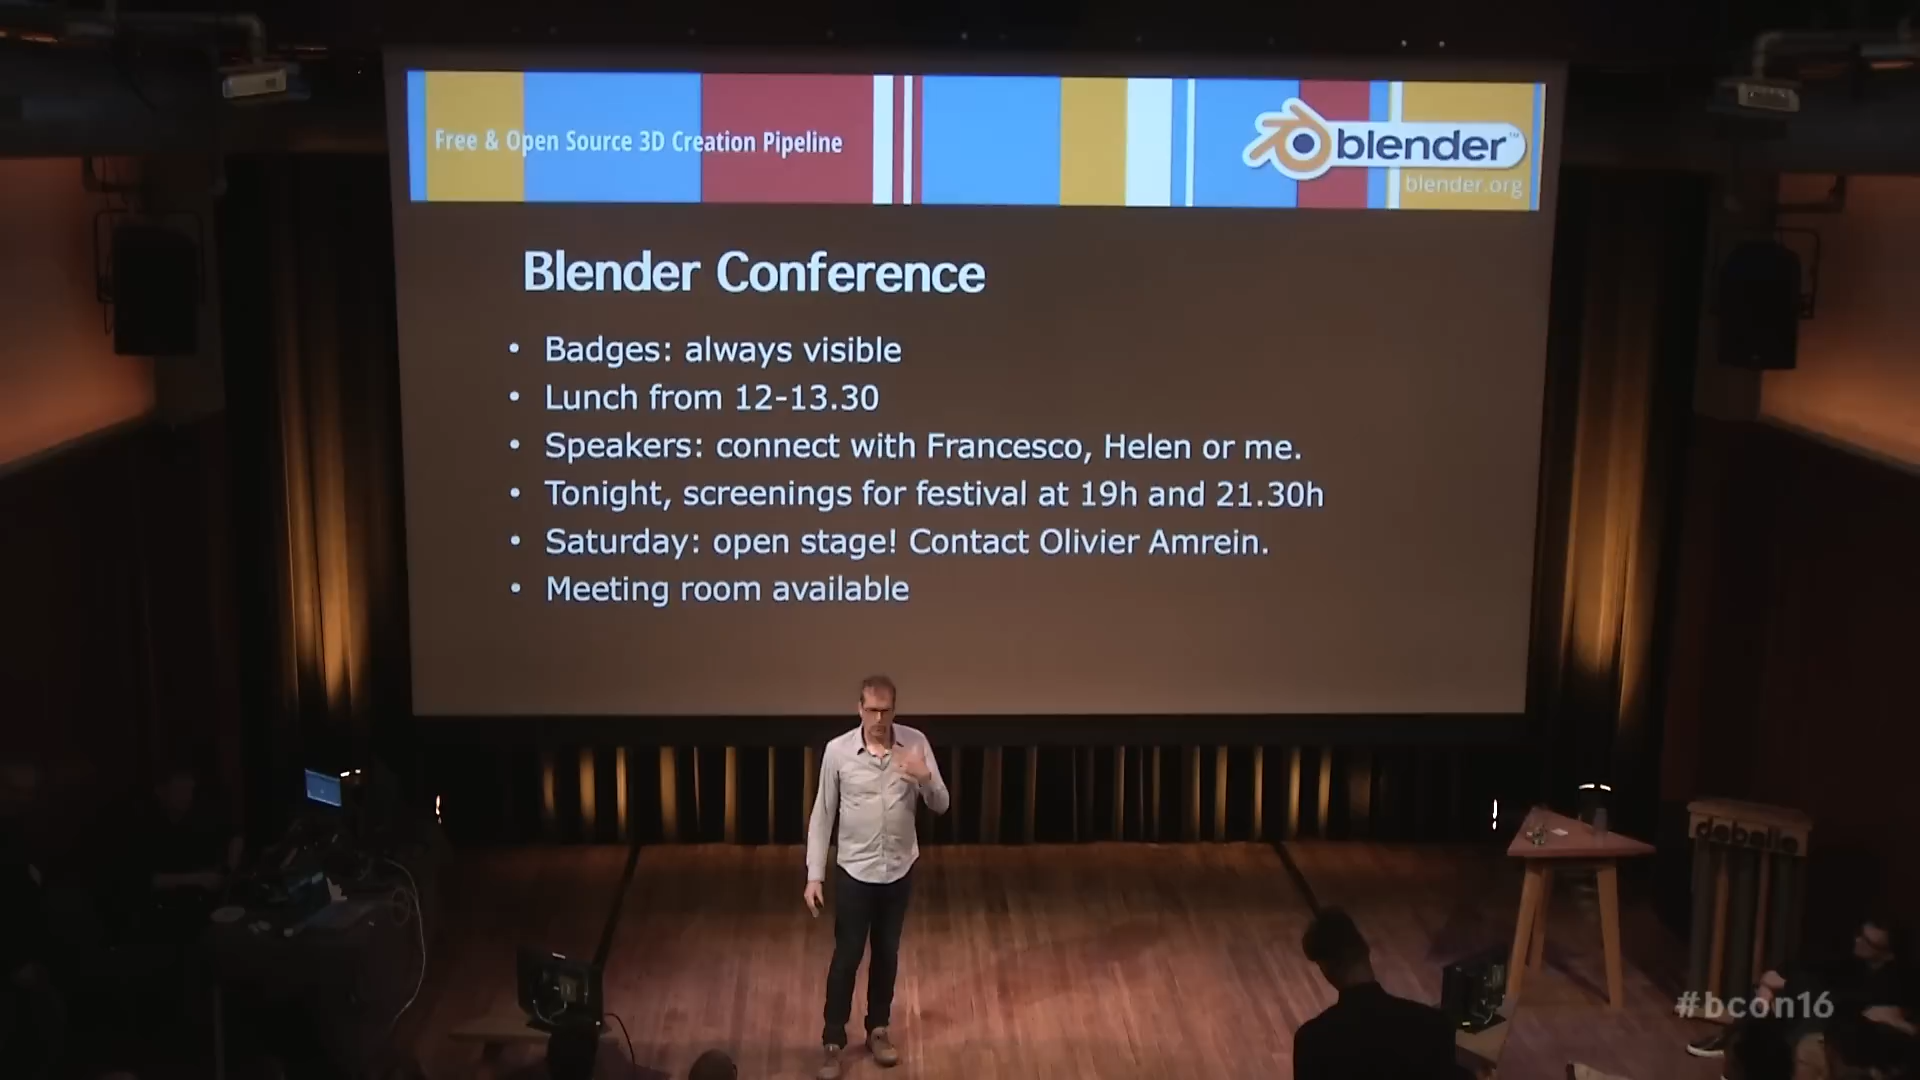 Free & Open Source 3D Creation Pipeline
blender™
blender.org
Blender Conference
• Badges: always visible
• Lunch from 12-13.30
• Speakers: connect with Francesco, Helen or me.
• Tonight, screenings for festival at 19h and 21.30h
• Saturday: open stage! Contact Olivier Amrein.
• Meeting room available
debalie
#bcon16